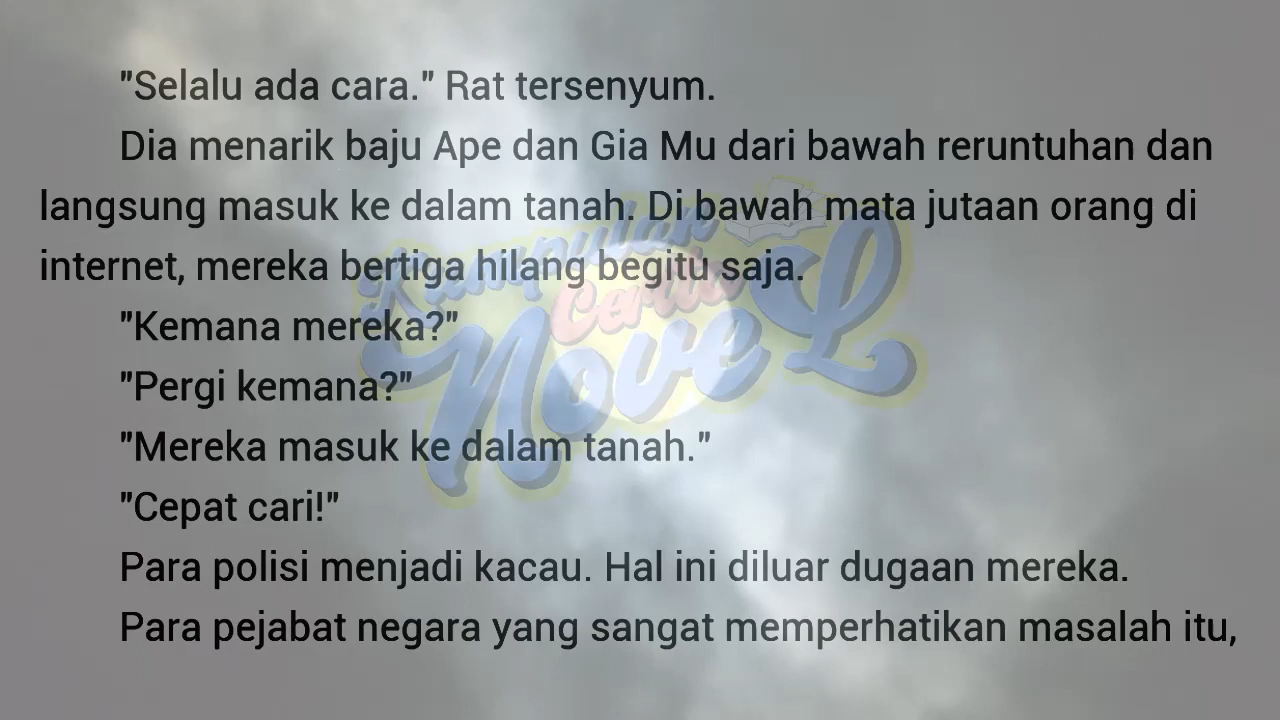 "Selalu ada cara." Rat tersenyum.
Dia menarik baju Ape dan Gia Mu dari bawah reruntuhan dan
langsung masuk ke dalam tanah. Di bawah mata jutaan orang di
internet, mereka bertiga hilang begitu saja.
"Kemana mereka?"
"Pergi kemana?"
"Mereka masuk ke dalam tanah."
"Cepat cari!"
Para polisi menjadi kacau. Hal ini diluar dugaan mereka.
Para pejabat negara yang sangat memperhatikan masalah itu,
Kumpulan
Cerita
NoveL